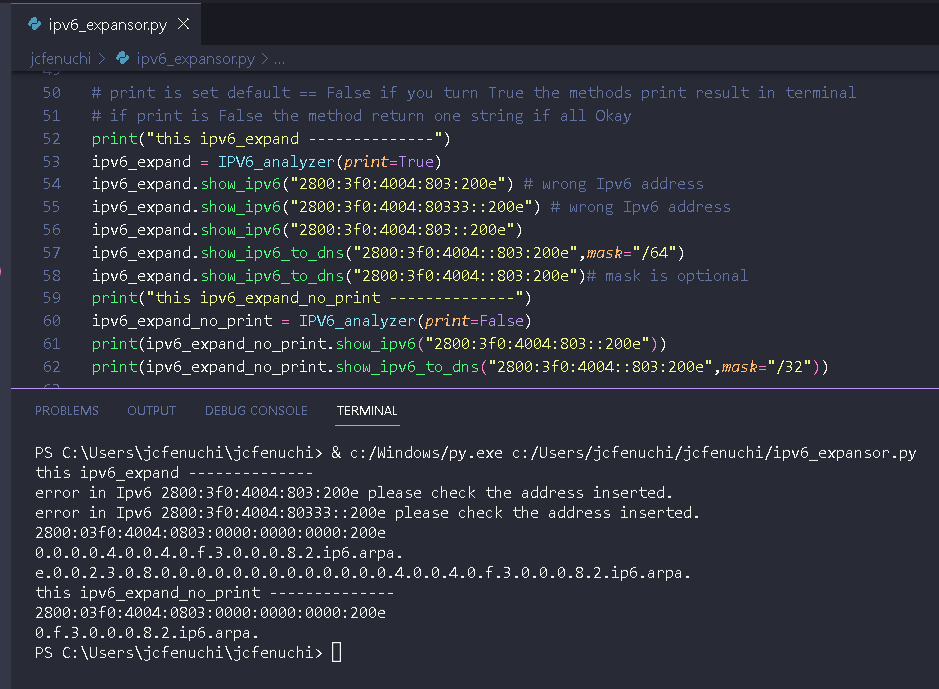 ipv6_expansor.py
jcfenuchi > ipv6_expansor.py > ...
50 # print is set default == False if you turn True the methods print result in terminal
51 # if print is False the method return one string if all Okay
52 print("this ipv6_expand --------------")
53 ipv6_expand = IPV6_analyzer(print=True)
54 ipv6_expand.show_ipv6("2800:3f0:4004:803:200e") # wrong Ipv6 address
55 ipv6_expand.show_ipv6("2800:3f0:4004:80333::200e") # wrong Ipv6 address
56 ipv6_expand.show_ipv6("2800:3f0:4004:803::200e")
57 ipv6_expand.show_ipv6_to_dns("2800:3f0:4004::803:200e",mask="/64")
58 ipv6_expand.show_ipv6_to_dns("2800:3f0:4004::803:200e")# mask is optional
59 print("this ipv6_expand_no_print --------------")
60 ipv6_expand_no_print = IPV6_analyzer(print=False)
61 print(ipv6_expand_no_print.show_ipv6("2800:3f0:4004:803::200e"))
62 print(ipv6_expand_no_print.show_ipv6_to_dns("2800:3f0:4004::803:200e",mask="/32"))
PROBLEMS OUTPUT DEBUG CONSOLE TERMINAL
PS C:\Users\jcfenuchi\jcfenuchi> & c:/Windows/py.exe c:/Users/jcfenuchi/jcfenuchi/ipv6_expansor.py
this ipv6_expand --------------
error in Ipv6 2800:3f0:4004:803:200e please check the address inserted.
error in Ipv6 2800:3f0:4004:80333::200e please check the address inserted.
2800:03f0:4004:0803:0000:0000:0000:200e
0.0.0.0.4.0.0.4.0.f.3.0.0.0.8.2.ip6.arpa.
e.0.0.2.3.0.8.0.0.0.0.0.0.0.0.0.0.0.0.0.4.0.0.4.0.f.3.0.0.0.8.2.ip6.arpa.
this ipv6_expand_no_print --------------
2800:03f0:4004:0803:0000:0000:0000:200e
0.f.3.0.0.0.8.2.ip6.arpa.
PS C:\Users\jcfenuchi\jcfenuchi>